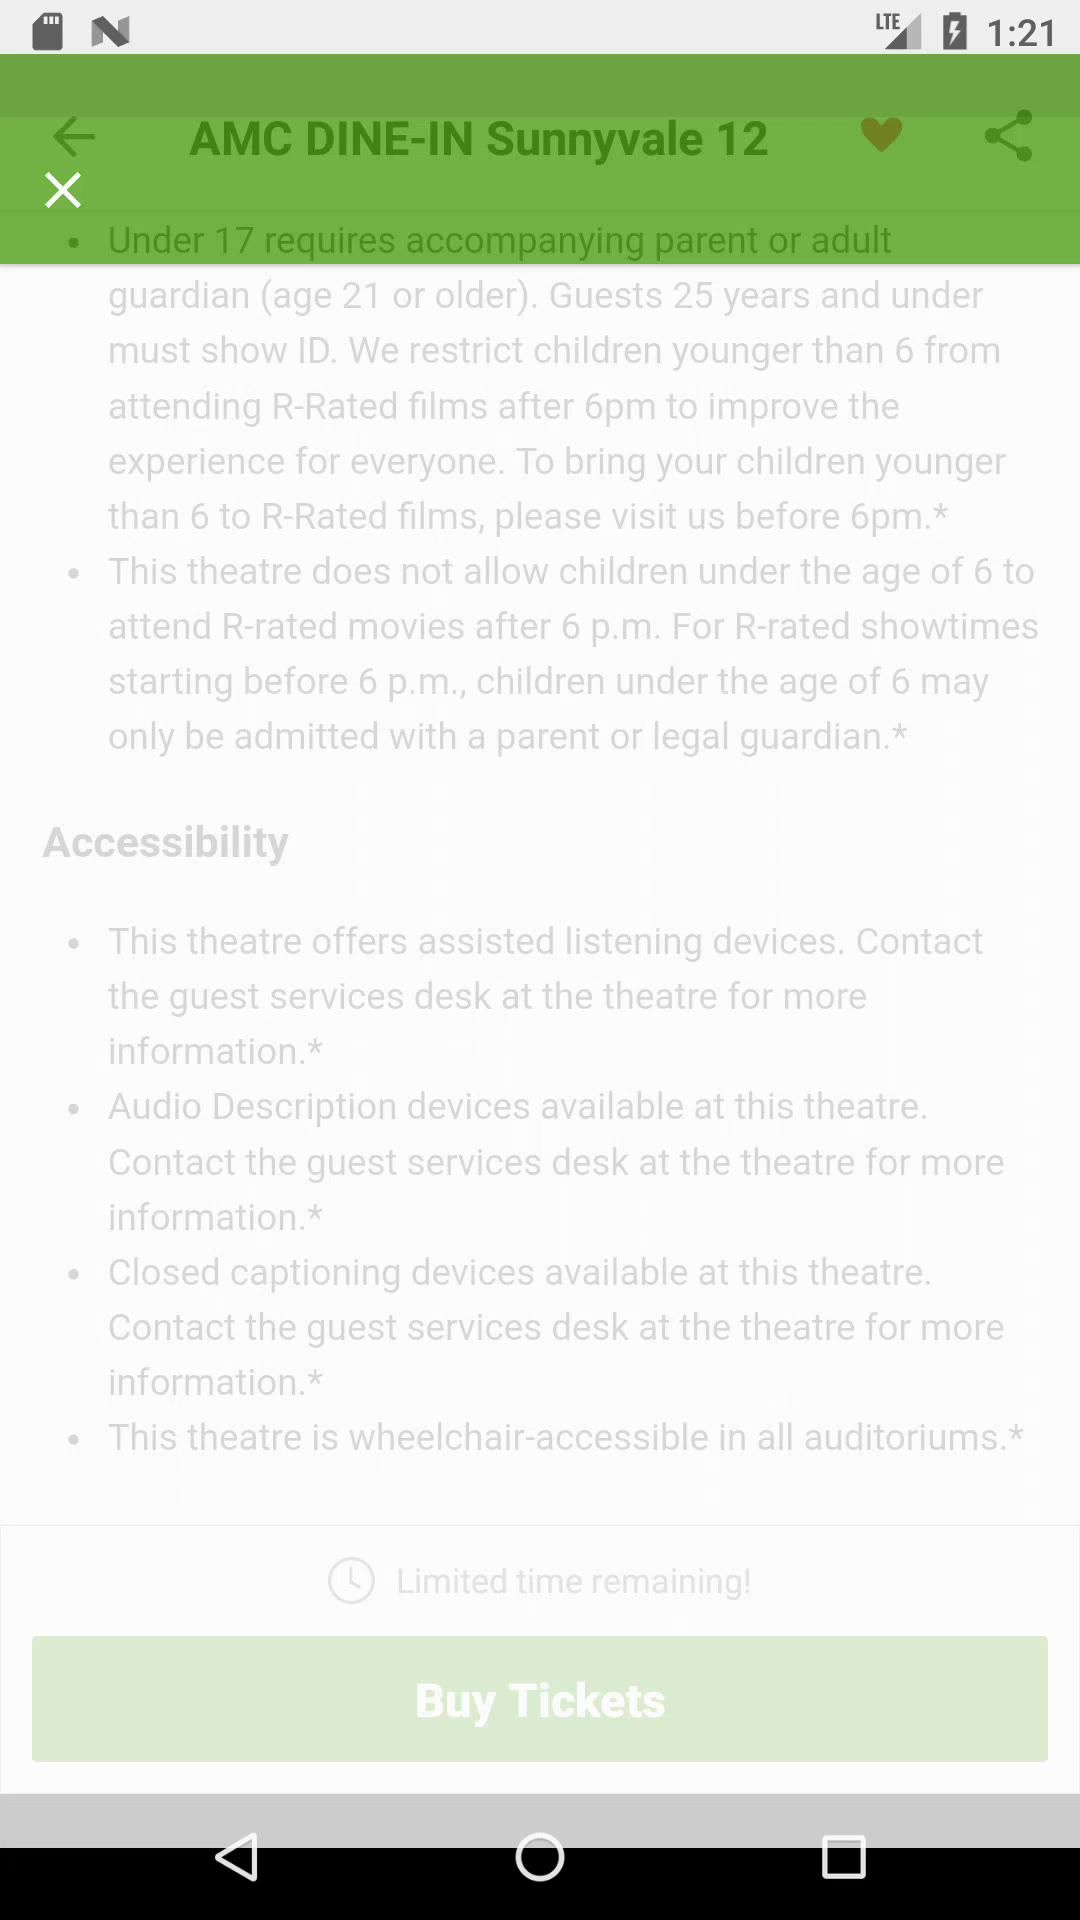 LTE 1:21
AMC DINE-IN Sunnyvale 12
• Under 17 requires accompanying parent or adult
guardian (age 21 or older). Guests 25 years and under
must show ID. We restrict children younger than 6 from
attending R-Rated films after 6pm to improve the
experience for everyone. To bring your children younger
than 6 to R-Rated films, please visit us before 6pm.*
• This theatre does not allow children under the age of 6 to
attend R-rated movies after 6 p.m. For R-rated showtimes
starting before 6 p.m., children under the age of 6 may
only be admitted with a parent or legal guardian.*
Accessibility
• This theatre offers assisted listening devices. Contact
the guest services desk at the theatre for more
information.*
• Audio Description devices available at this theatre.
Contact the guest services desk at the theatre for more
information.*
• Closed captioning devices available at this theatre.
Contact the guest services desk at the theatre for more
information.*
• This theatre is wheelchair-accessible in all auditoriums.*
Limited time remaining!
Buy Tickets